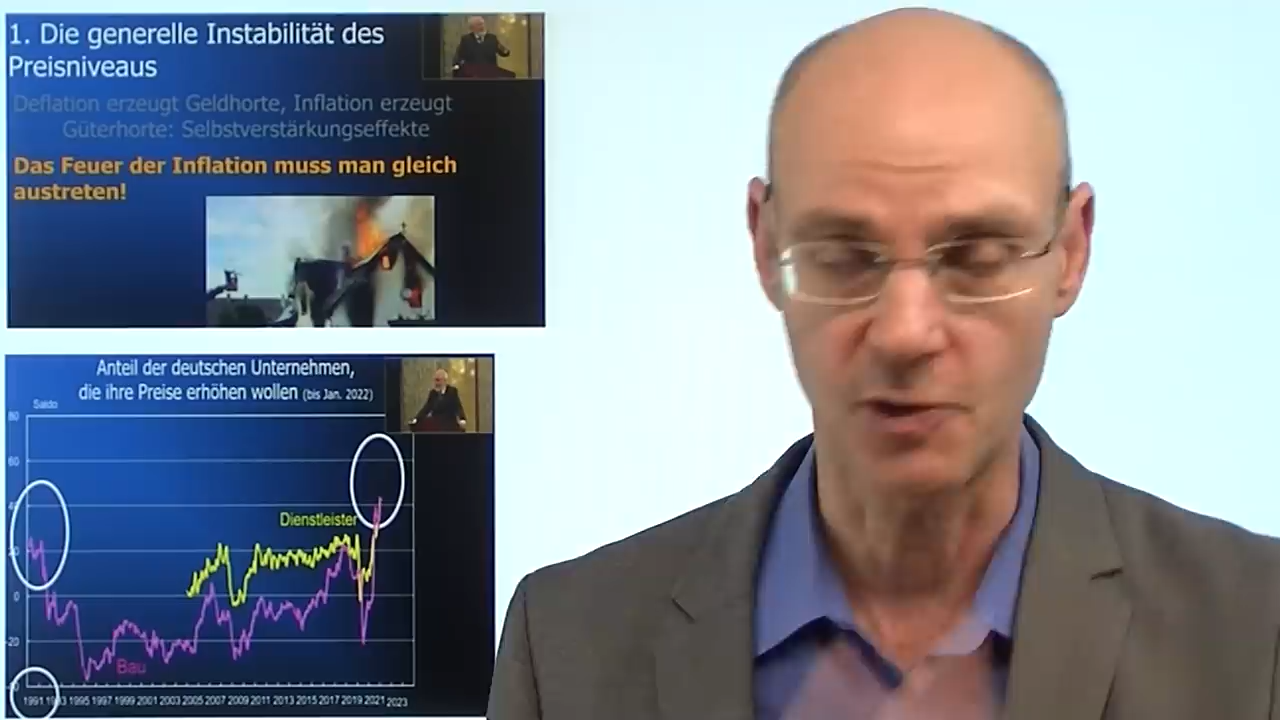 1. Die generelle Instabilität des
Preisniveaus
Deflation erzeugt Geldhorte, Inflation erzeugt
Güterhorte: Selbstverstärkungseffekte
Das Feuer der Inflation muss man gleich
austreten!
Anteil der deutschen Unternehmen,
die ihre Preise erhöhen wollen (bis Jan. 2022)
Saldo
80
60
20
0
-20
Dienstleister
Bau
1991 1993 1995 1997 1999 2001 2003 2005 2007 2009 2011 2013 2015 2017 2019 2021 2023